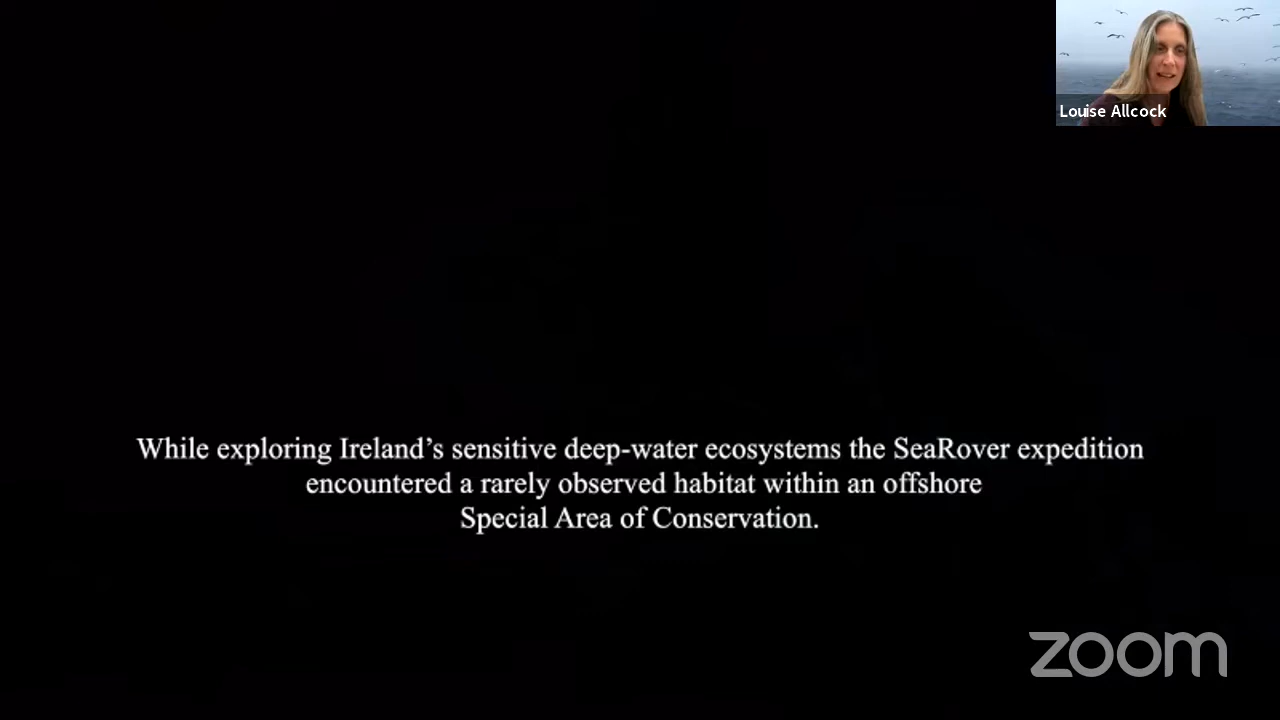 Louise Allcock
While exploring Ireland’s sensitive deep-water ecosystems the SeaRover expedition
encountered a rarely observed habitat within an offshore
Special Area of Conservation.
zoom